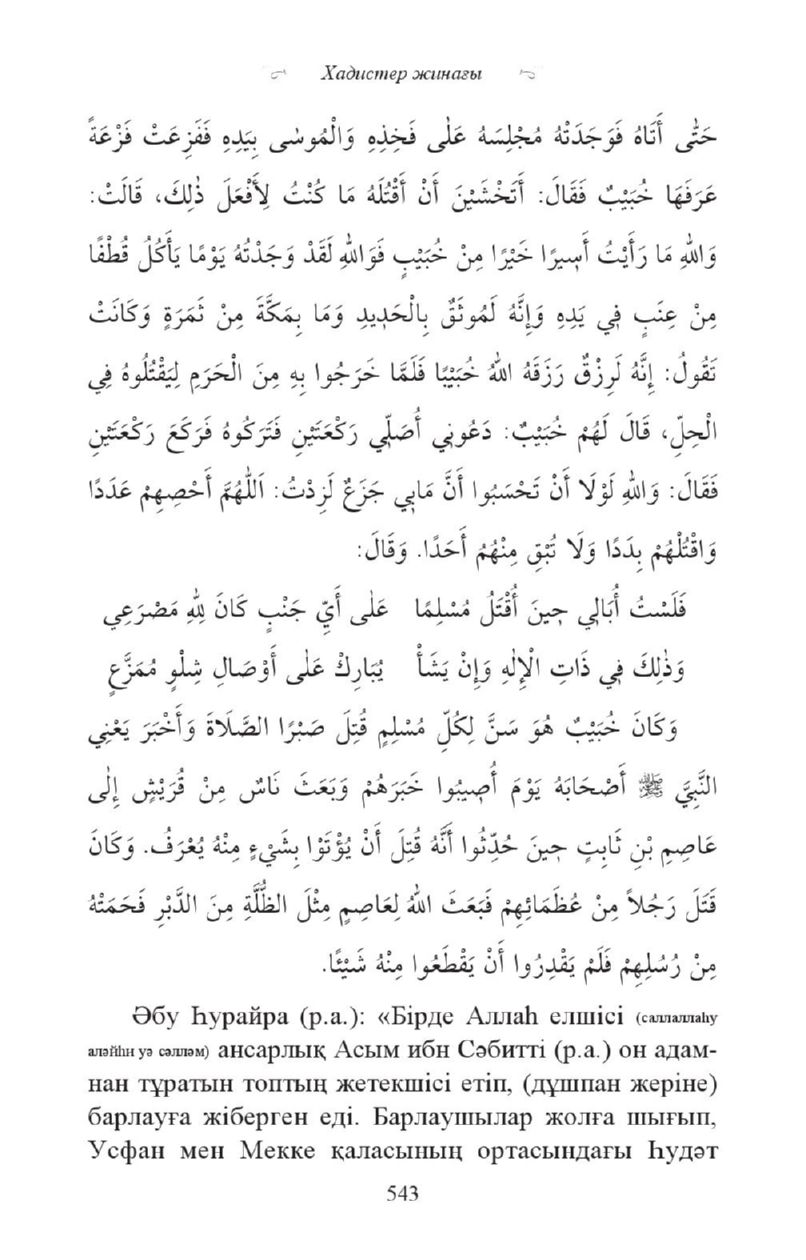 Хадистер жинағы
حَتّٰى أَتَاهُ فَوَجَدَتْهُ مُجْلِسَهُ عَلٰى فَخِذِهِ وَالْمُوسٰى بِيَدِهِ فَفَزِعَتْ فَزْعَةً
عَرَفَهَا خُبَيْبٌ فَقَالَ: أَتَخْشَيْنَ أَنْ أَقْتُلَهُ مَا كُنْتُ لِأَفْعَلَ ذٰلِكَ، قَالَتْ:
وَاللهِ مَا رَأَيْتُ أَسِيرًا خَيْرًا مِنْ خُبَيْبٍ فَوَاللهِ لَقَدْ وَجَدْتُهُ يَوْمًا يَأْكُلُ قُطْفًا
مِنْ عِنَبٍ فِي يَدِهِ وَإِنَّهُ لَمُوثَقٌ بِالْحَدِيدِ وَمَا بِمَكَّةَ مِنْ ثَمَرَةٍ وَكَانَتْ
تَقُولُ: إِنَّهُ لَرِزْقٌ رَزَقَهُ اللهُ خُبَيْبًا فَلَمَّا خَرَجُوا بِهِ مِنَ الْحَرَمِ لِيَقْتُلُوهُ فِي
الْحِلِّ، قَالَ لَهُمْ خُبَيْبٌ: دَعُونِي أُصَلِّي رَكْعَتَيْنِ فَتَرَكُوهُ فَرَكَعَ رَكْعَتَيْنِ
فَقَالَ: وَاللهِ لَوْلَا أَنْ تَحْسَبُوا أَنَّ مَابِي جَزَعٌ لَزِدْتُ: اَللّٰهُمَّ أَحْصِهِمْ عَدَدًا
وَاقْتُلْهُمْ بِدَدًا وَلَا تُبْقِ مِنْهُمْ أَحَدًا. وَقَالَ:
فَلَسْتُ أُبَالِي حِينَ أُقْتَلُ مُسْلِمًا عَلٰى أَيِّ جَنْبٍ كَانَ لِلّٰهِ مَصْرَعِي
وَذٰلِكَ فِي ذَاتِ الْإِلٰهِ وَإِنْ يَشَأْ يُبَارِكْ عَلٰى أَوْصَالِ شِلْوٍ مُمَزَّعٍ
وَكَانَ خُبَيْبٌ هُوَ سَنَّ لِكُلِّ مُسْلِمٍ قُتِلَ صَبْرًا الصَّلَاةَ وَأَخْبَرَ يَعْنِي
النَّبِيَّ ﷺ أَصْحَابَهُ يَوْمَ أُصِيبُوا خَبَرَهُمْ وَبَعَثَ نَاسٌ مِنْ قُرَيْشٍ إِلٰى
عَاصِمِ بْنِ ثَابِتٍ حِينَ حُدِّثُوا أَنَّهُ قُتِلَ أَنْ يُؤْتَوْا بِشَيْءٍ مِنْهُ يُعْرَفُ. وَكَانَ
قَتَلَ رَجُلاً مِنْ عُظَمَائِهِمْ فَبَعَثَ اللهُ لِعَاصِمٍ مِثْلَ الظُّلَّةِ مِنَ الدَّبْرِ فَحَمَتْهُ
مِنْ رُسُلِهِمْ فَلَمْ يَقْدِرُوا أَنْ يَقْطَعُوا مِنْهُ شَيْئًا.
Әбу Һурайра (р.а.): «Бірде Аллаһ елшісі (саллаллаһу
аләйһи уә сәлләм) ансарлық Асым ибн Сәбитті (р.а.) он адам-
нан тұратын топтың жетекшісі етіп, (дұшпан жеріне)
барлауға жіберген еді. Барлаушылар жолға шығып,
Усфан мен Мекке қаласының ортасындағы Һудәт
543